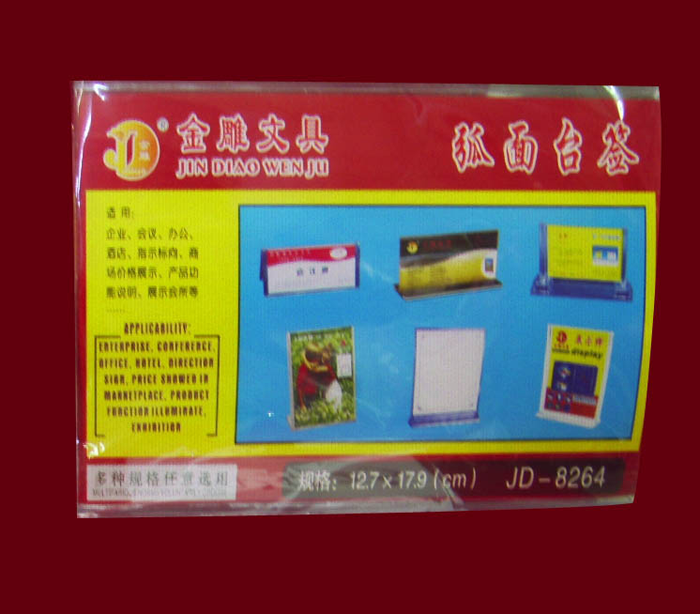 金雕文具
JIN DIAO WEN JU
弧面台签
适用:
企业、会议、办公、
酒店、指示标向、商
场价格展示、产品功
能说明、展示会所等
......
APPLICABILITY:
ENTERPRISE, CONFERENCE,
OFFICE, HOTEL, DIRECTION
SIGN, PRICE SHOWED IN
MARKETPLACE, PRODUCT
FUNCTION ILLUMINATE,
EXHIBITION
多种规格任意选用
规格: 12.7x17.9(cm) JD-8264